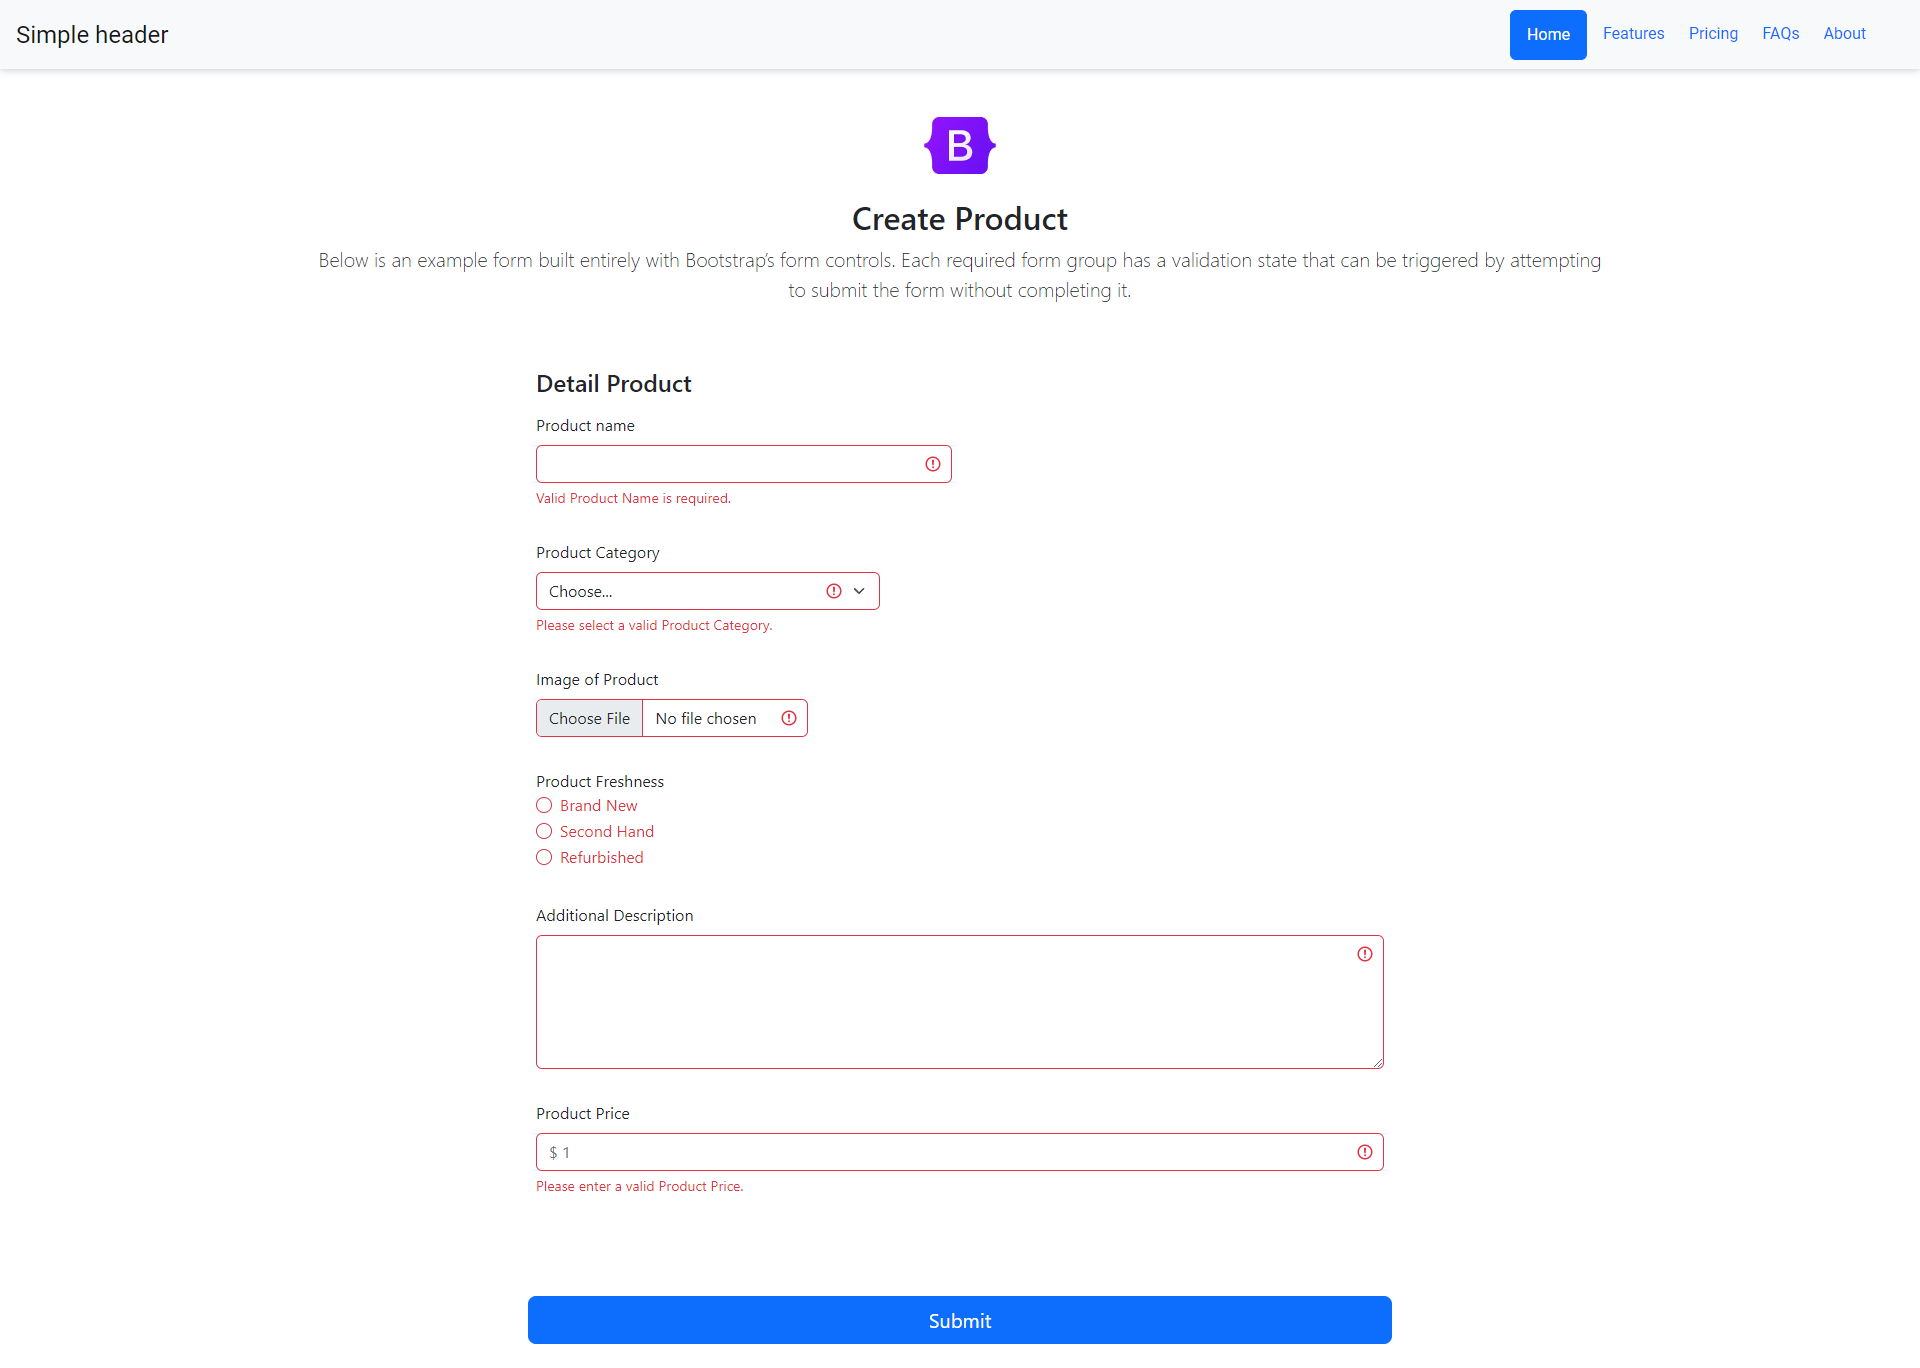 Simple header
Home
Features
Pricing
FAQs
About
B
Create Product
Below is an example form built entirely with Bootstrap’s form controls. Each required form group has a validation state that can be triggered by attempting
to submit the form without completing it.
Detail Product
Product name
Valid Product Name is required.
Product Category
Choose...
Please select a valid Product Category.
Image of Product
Choose File
No file chosen
Product Freshness
Brand New
Second Hand
Refurbished
Additional Description
Product Price
$ 1
Please enter a valid Product Price.
Submit